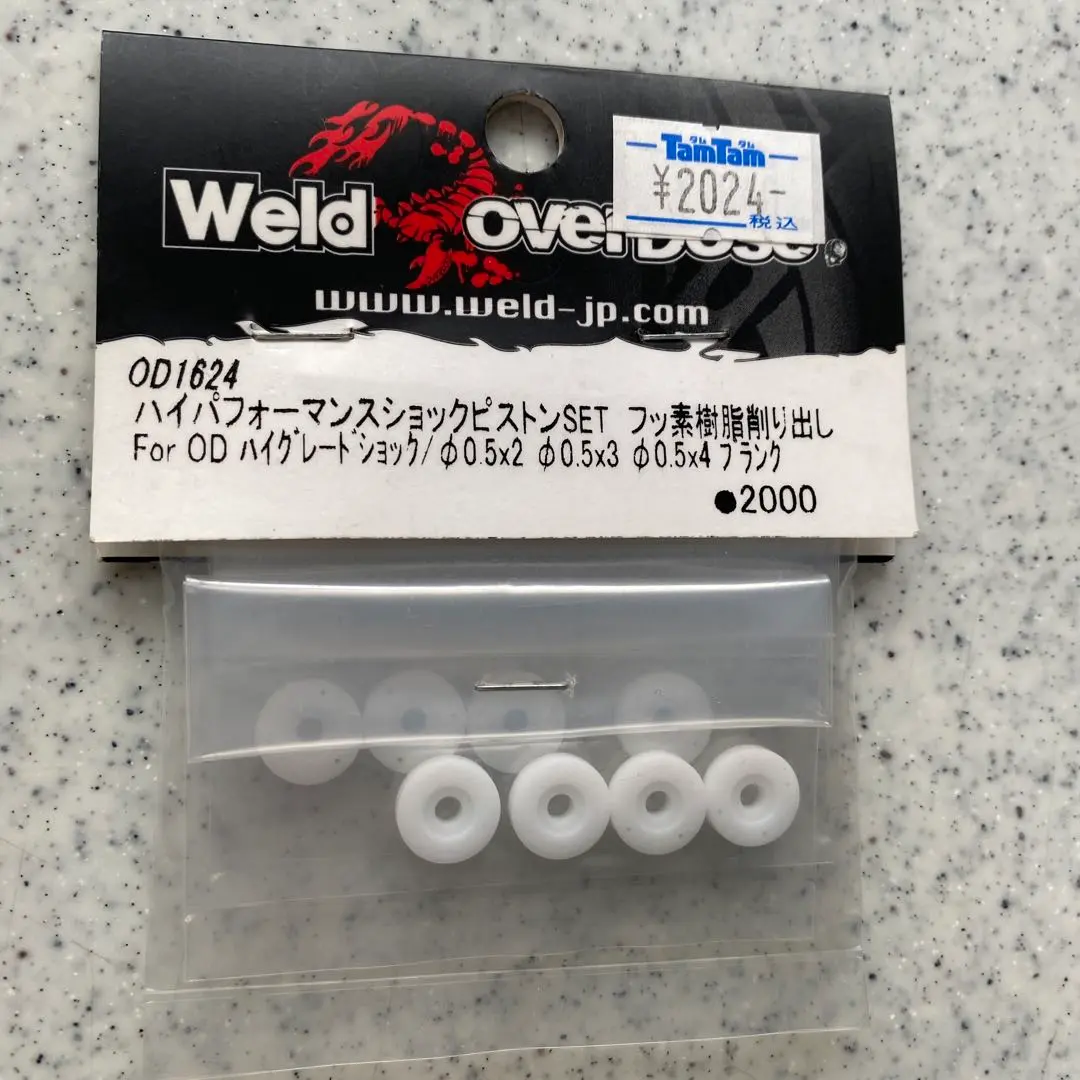 TamTam
タム タム
¥2024-
税込
Weld
OverDose
www.weld-jp.com
OD1624
ハイパフォーマンスショックピストンSET フッ素樹脂削り出し
For OD ハイグレードショック/φ0.5x2 φ0.5x3 φ0.5x4 ブランク
●2000